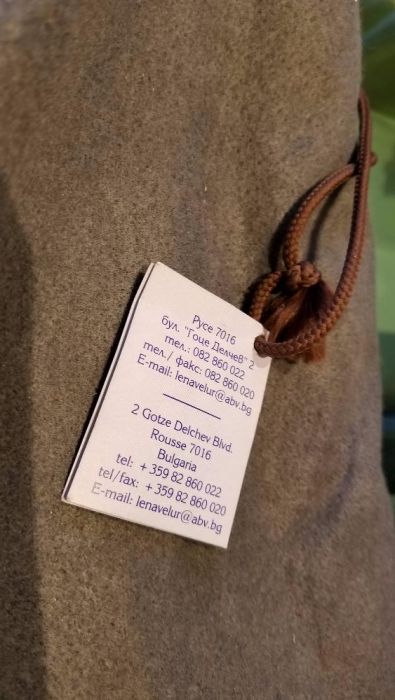 Русе 7016
бул. "Гоце Делчев" 2
тел.: 082 860 022
тел./ факс: 082 860 020
E-mail: lenavelur@abv.bg
2 Gotze Delchev Blvd.
Rousse 7016
Bulgaria
tel: + 359 82 860 022
tel/fax: + 359 82 860 020
E-mail: lenavelur@abv.bg